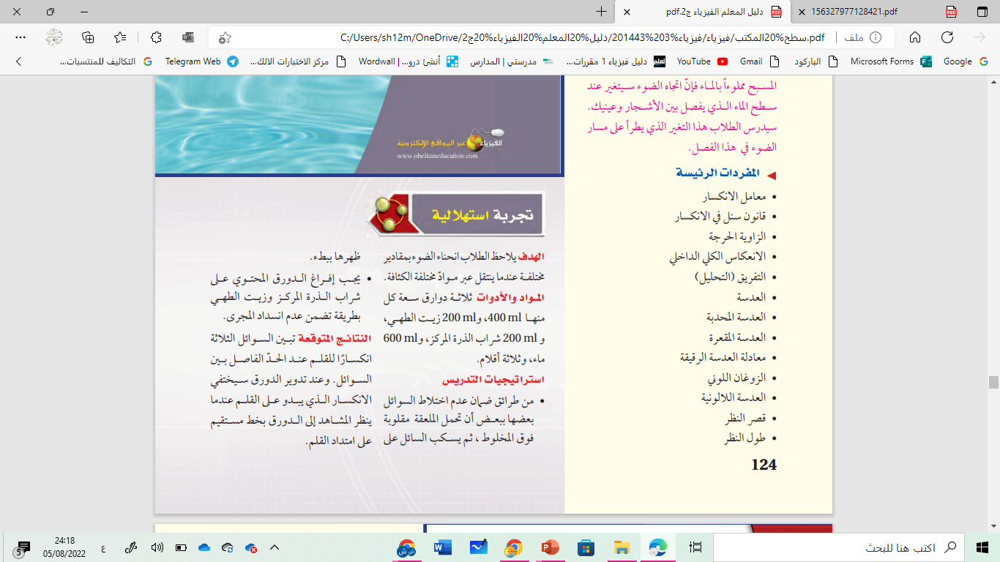 156327977128421.pdf
دليل المعلم الفيزياء ج2.pdf
ملف
C:/Users/sh12m/OneDrive/سطح%20المكتب/فيزياء/فيزياء%203%201443/20دليل%20المعلم%20الفيزياء%20ج2.pdf
Google
Microsoft Forms
الباركود
Gmail
YouTube
دليل فيزياء 1 مقررات...
مدرستي | المدارس
Wordwall | أنشئ درو...
مركز الاختبارات الالك...
Telegram Web
التكاليف للمنتسبات...
المسبح مملوءاً بالماء فإنّ اتجاه الضوء سيتغير عند
سطح الماء الذي يفصل بين الأشجار وعينيك.
سيدرس الطلاب هذا التغير الذي يطرأ على مسار
الضوء في هذا الفصل.
المفردات الرئيسة
• معامل الانكسار
• قانون سنل في الانكسار
• الزاوية الحرجة
• الانعكاس الكلي الداخلي
• التفريق (التحليل)
• العدسة
• العدسة المحدبة
• العدسة المقعرة
• معادلة العدسة الرقيقة
• الزوغان اللوني
• العدسة اللالونية
• قصر النظر
• طول النظر
124
الفيزياء عبر المواقع الإلكترونية
www.obeikaneducation.com
تجربة استهلالية
الهدف يلاحظ الطلاب انحناء الضوء بمقادير
مختلفة عندما ينتقل عبر موادّ مختلفة الكثافة.
المواد والأدوات ثلاثة دوارق سعة كل
منها 400 ml، و200 ml زيت الطهي،
و 200 ml شراب الذرة المركز، و600 ml
ماء، وثلاثة أقلام.
استراتيجيات التدريس
• من طرائق ضمان عدم اختلاط السوائل
بعضها ببعض أن تحمل الملعقة مقلوبة
فوق المخلوط ، ثم يسكب السائل على
ظهرها ببطء.
• يجب إفراغ الدورق المحتوي على
شراب الذرة المركز وزيت الطهي
بطريقة تضمن عدم انسداد المجرى.
النتائج المتوقعة تبين السوائل الثلاثة
انكسارًا للقلم عند الحدّ الفاصل بين
السوائل. وعند تدوير الدورق سيختفي
الانكسار الذي يبدو على القلم عندما
ينظر المشاهد إلى الدورق بخط مستقيم
على امتداد القلم.
اكتب هنا للبحث
ع
24:18
05/08/2022
5